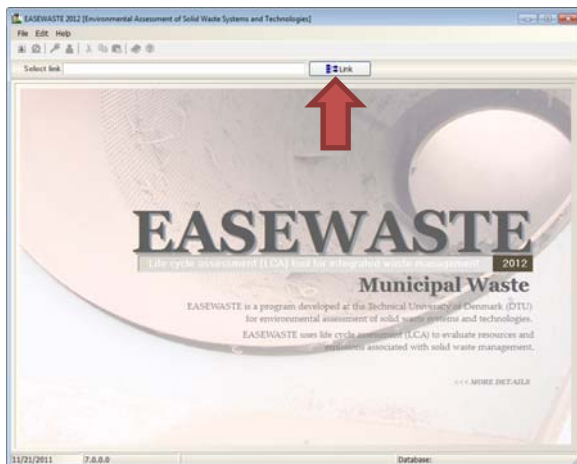 EASEWASTE 2012 [Environmental Assessment of Solid Waste Systems and Technologies]
File Edit Help
Select link
Link
EASEWASTE
Life cycle assessment (LCA) tool for integrated waste management 2012
Municipal Waste
EASEWASTE is a program developed at the Technical University of Denmark (DTU)
for environmental assessment of solid waste systems and technologies.
EASEWASTE uses life cycle assessment (LCA) to evaluate resources and
emissions associated with solid waste management.
<<< MORE DETAILS
11/21/2011 7.0.0.0 Database: